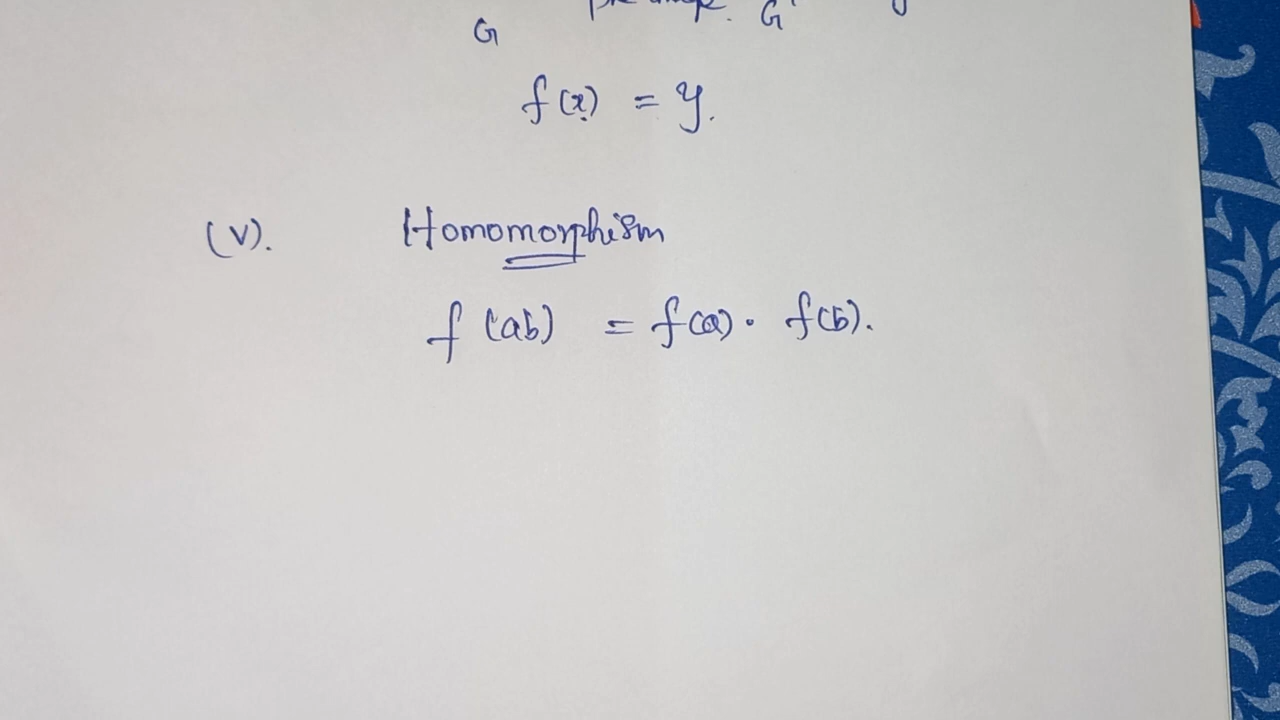 G G'
f(x) = y.
(v). Homomorphism
f(ab) = f(a) . f(b).